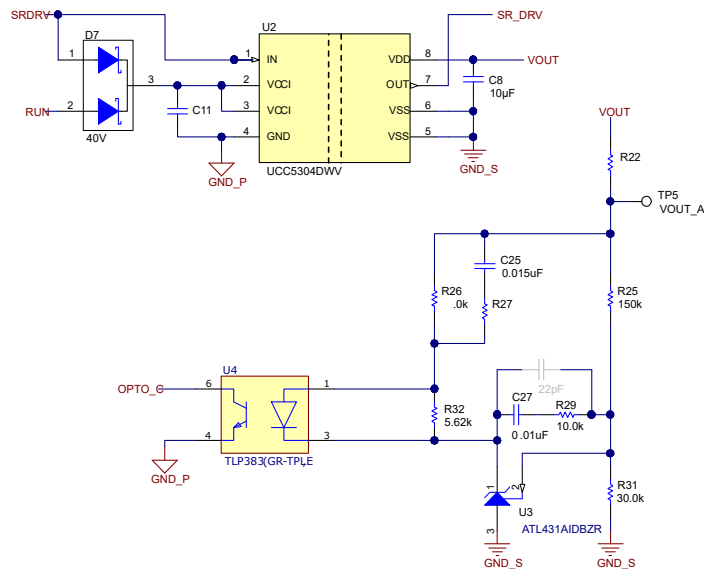 SRDRV
SR_DRV
D7
U2
1
3
2
RUN
40V
C11
1
IN
2
VCCI
3
VCCI
4
GND
VDD
8
VOUT
OUT
7
VSS
6
VSS
5
C8
10µF
GND_P
UCC5304DWV
GND_S
VOUT
R22
TP5
VOUT_A
C25
0.015uF
R26
.0k
R27
R25
150k
U4
OPTO_C
6
1
4
3
TLP383(GR-TPL,E
GND_P
R32
5.62k
22pF
C27
0.01uF
R29
10.0k
1
2
3
U3
ATL431AIDBZR
R31
30.0k
GND_S
GND_S